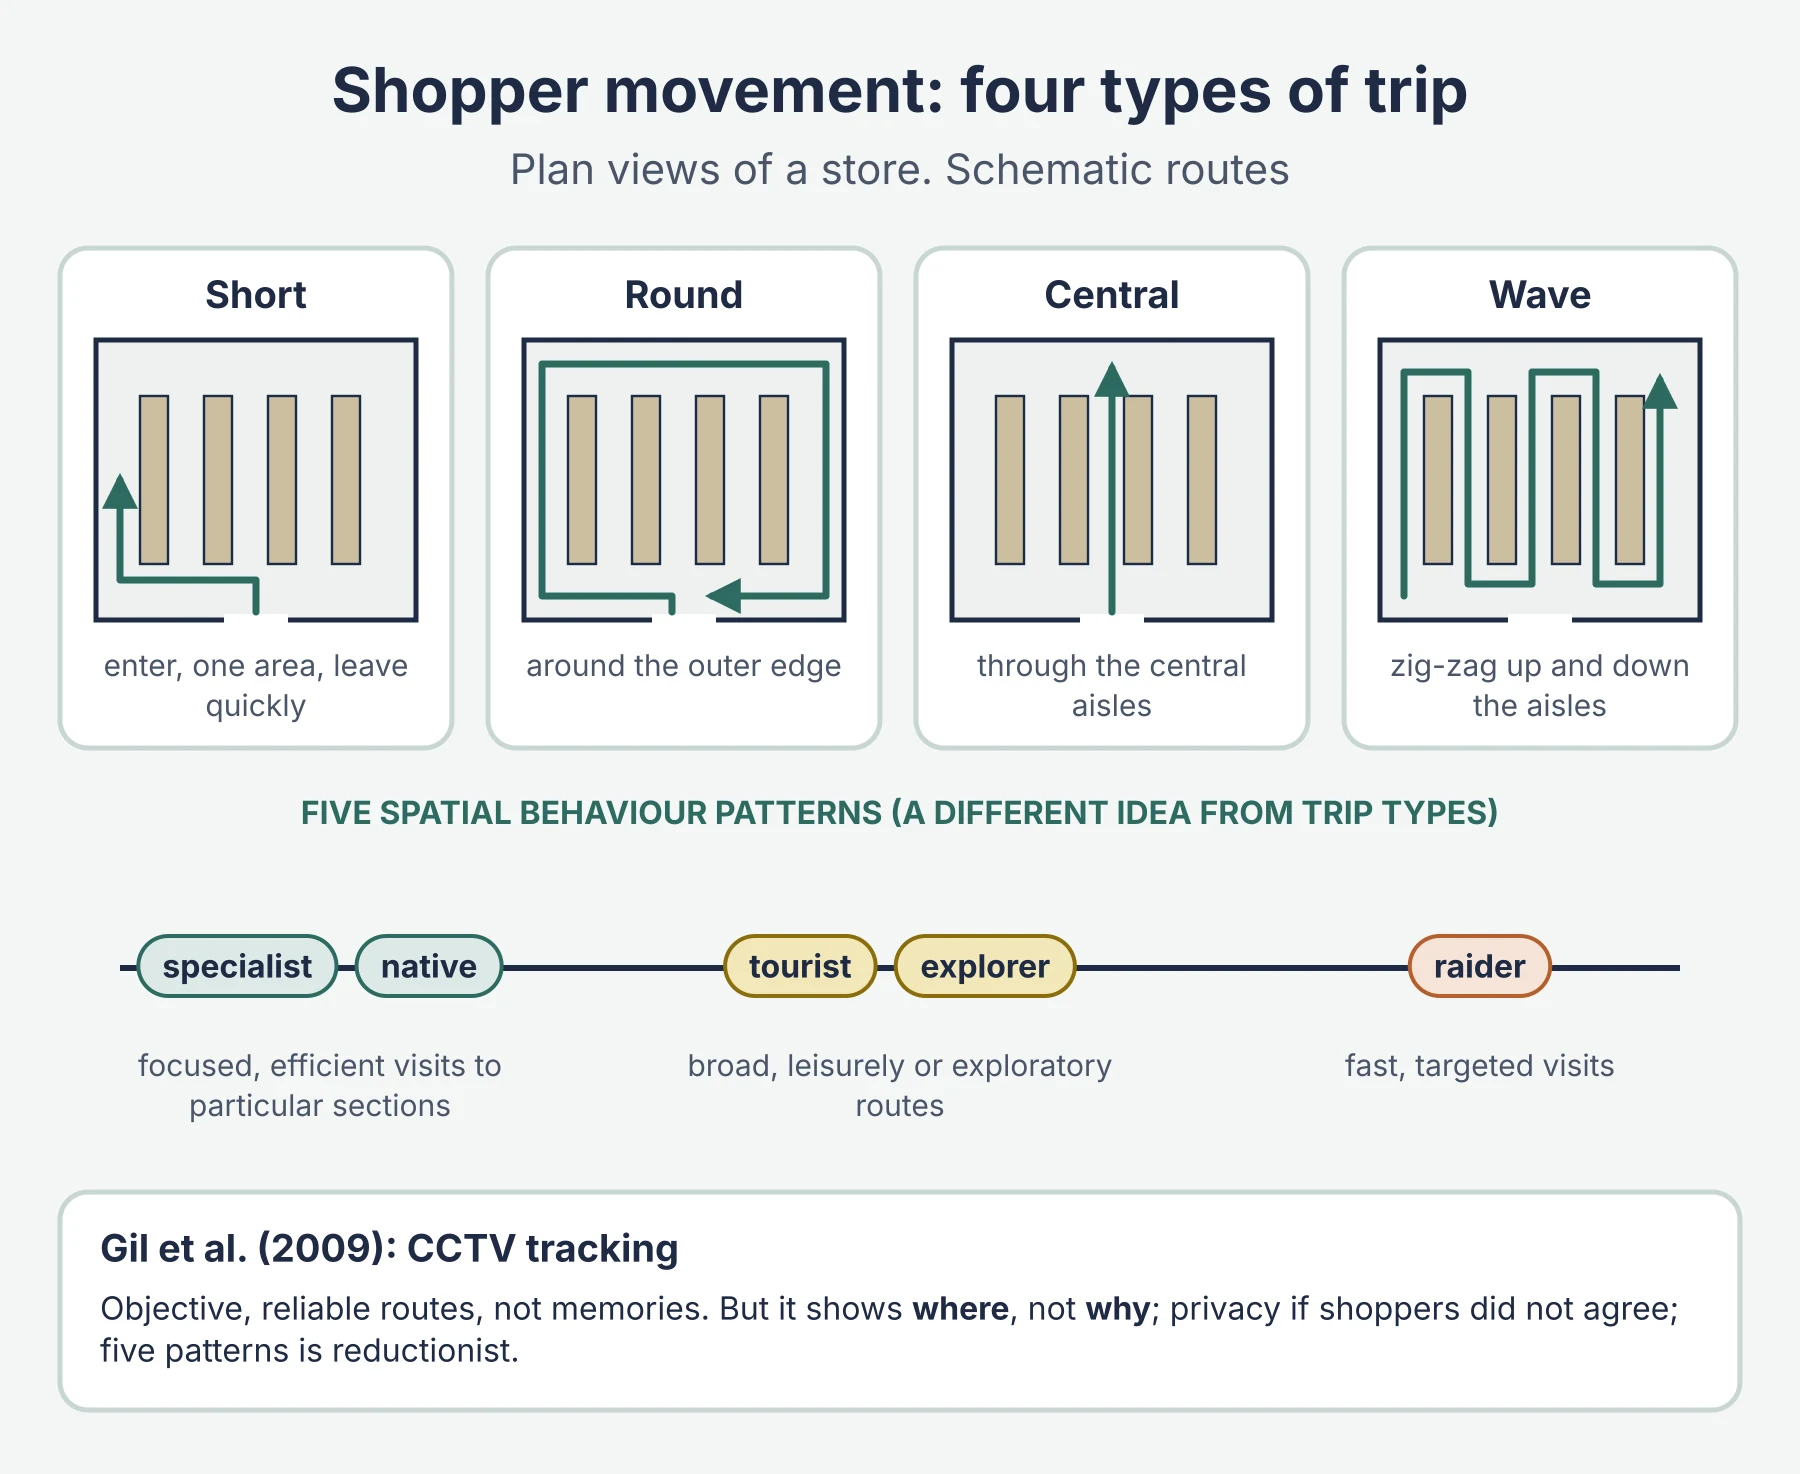 Shopper movement: four types of trip
Plan views of a store. Schematic routes
Short
enter, one area, leave
quickly
Round
around the outer edge
Central
through the central
aisles
Wave
zig-zag up and down
the aisles
FIVE SPATIAL BEHAVIOUR PATTERNS (A DIFFERENT IDEA FROM TRIP TYPES)
specialist
native
tourist
explorer
raider
focused, efficient visits to
particular sections
broad, leisurely or exploratory
routes
fast, targeted visits
Gil et al. (2009): CCTV tracking
Objective, reliable routes, not memories. But it shows where, not why; privacy if shoppers did not agree;
five patterns is reductionist.